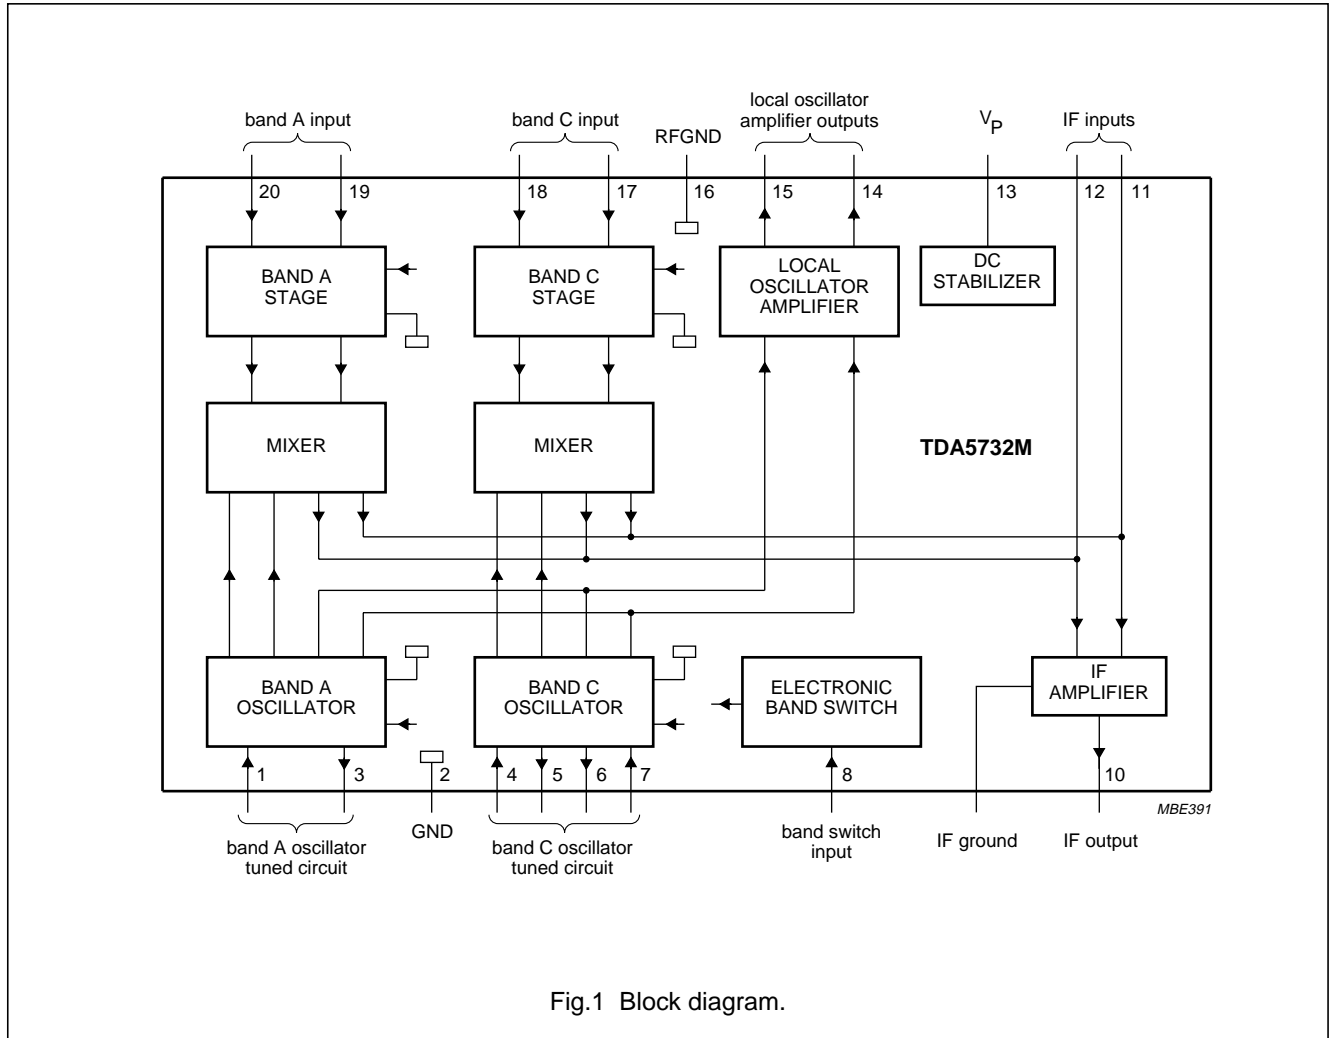 band A input
band C input
RFGND
local oscillator
amplifier outputs
VP
IF inputs
20
19
18
17
16
15
14
13
12
11
BAND A
STAGE
BAND C
STAGE
LOCAL
OSCILLATOR
AMPLIFIER
DC
STABILIZER
MIXER
MIXER
TDA5732M
BAND A
OSCILLATOR
BAND C
OSCILLATOR
ELECTRONIC
BAND SWITCH
IF
AMPLIFIER
1
3
2
4
5
6
7
8
10
MBE391
band A oscillator
tuned circuit
GND
band C oscillator
tuned circuit
band switch
input
IF ground
IF output
Fig.1 Block diagram.